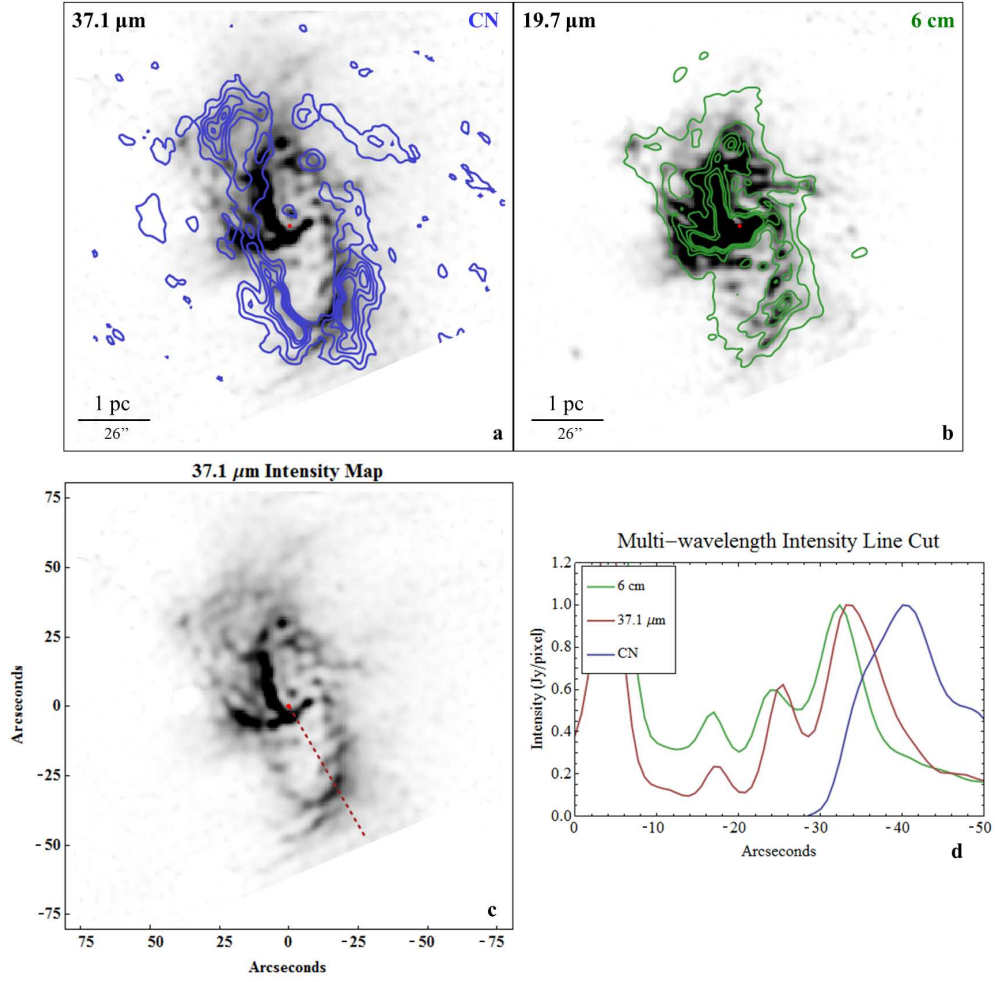 37.1 µm CN
19.7 µm 6 cm
1 pc
26”
a
1 pc
26”
b
37.1 µm Intensity Map
75
50
25
0
-25
-50
-75
Arcseconds
75 50 25 0 -25 -50 -75
Arcseconds
c
Multi−wavelength Intensity Line Cut
1.2
1.0
0.8
0.6
0.4
0.2
0.0
Intensity (Jy/pixel)
6 cm
37.1 µm
CN
0 -10 -20 -30 -40 -50
Arcseconds
d